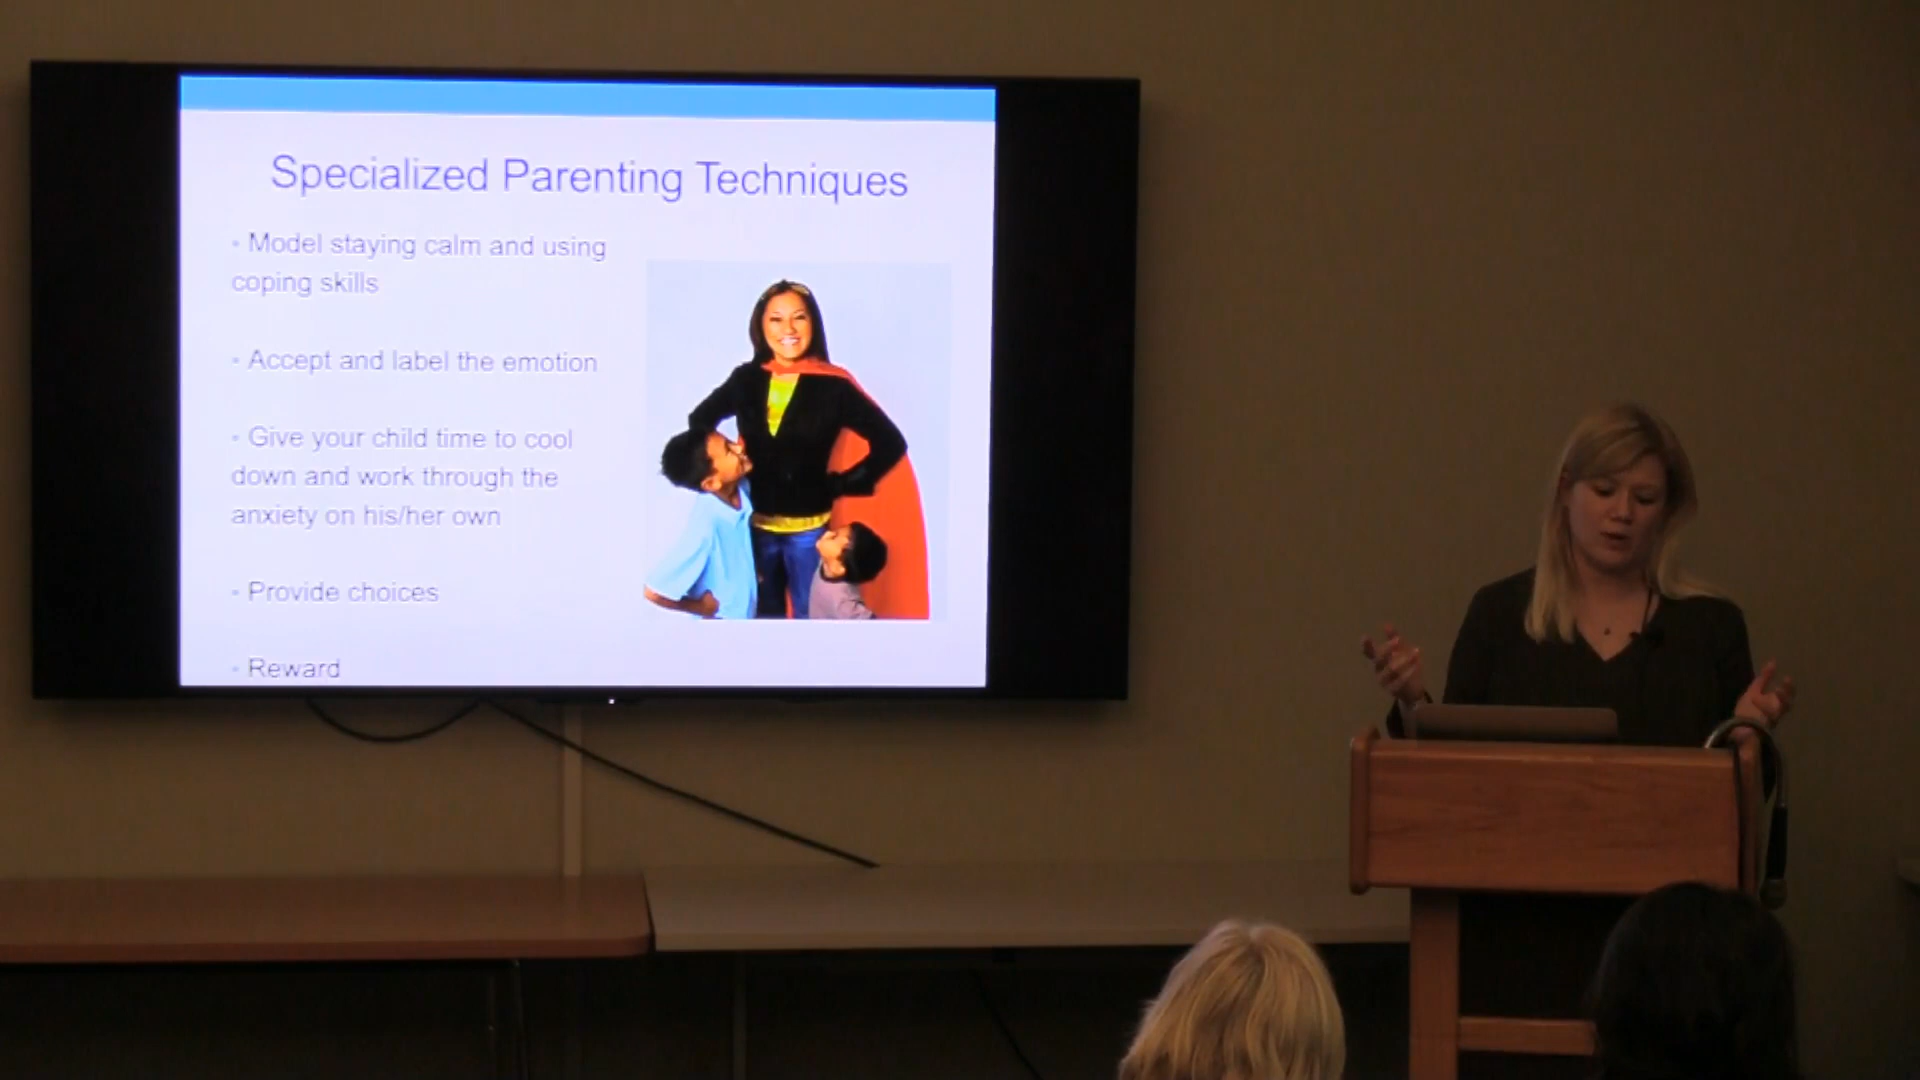 Specialized Parenting Techniques
• Model staying calm and using
coping skills
• Accept and label the emotion
• Give your child time to cool
down and work through the
anxiety on his/her own
• Provide choices
• Reward